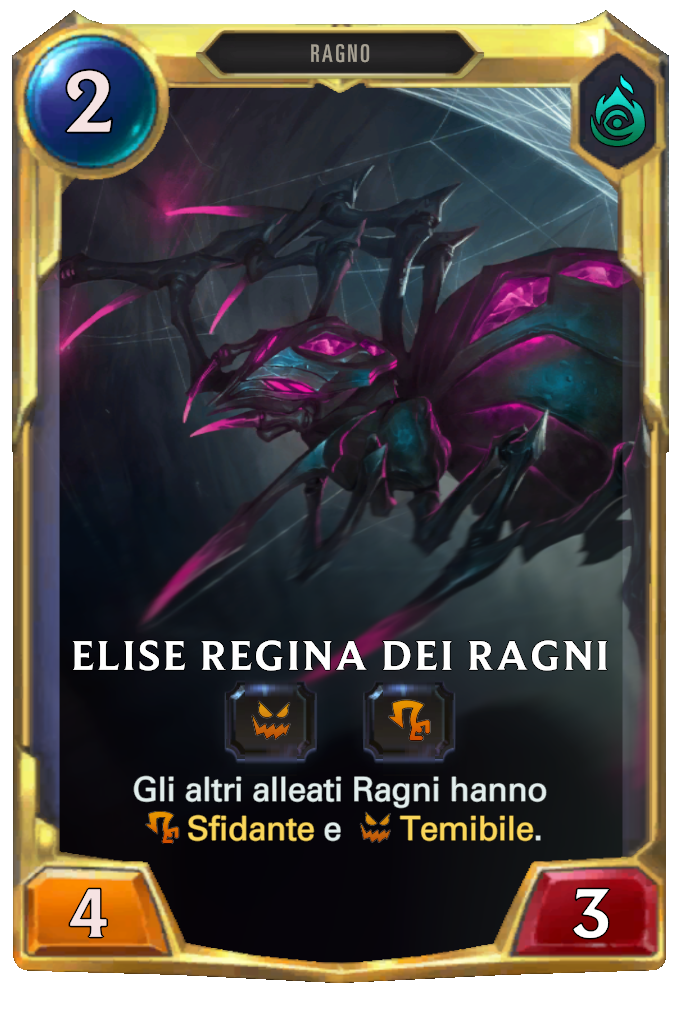 RAGNO
2
ELISE REGINA DEI RAGNI
Gli altri alleati Ragni hanno
Sfidante e Temibile.
4
3